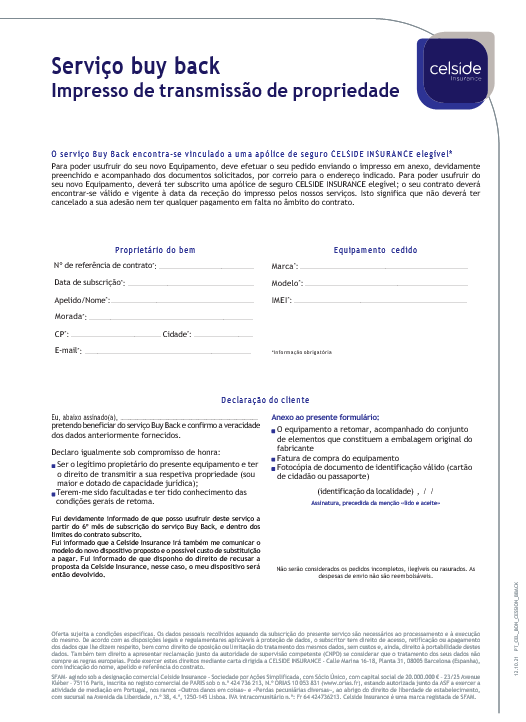 Serviço buy back
Impresso de transmissão de propriedade
celside
insurance
O serviço Buy Back encontra-se vinculado a uma apólice de seguro CELSIDE INSURANCE elegível*
Para poder usufruir do seu novo Equipamento, deve efetuar o seu pedido enviando o impresso em anexo, devidamente
preenchido e acompanhado dos documentos solicitados, por correio para o endereço indicado. Para poder usufruir do
seu novo Equipamento, deverá ter subscrito uma apólice de seguro CELSIDE INSURANCE elegível; o seu contrato deverá
encontrar-se válido e vigente à data da receção do impresso pelos nossos serviços. Isto significa que não deverá ter
cancelado a sua adesão nem ter qualquer pagamento em falta no âmbito do contrato.
Proprietário do bem
Nº de referência de contrato*:
Data de subscrição*:
Apelido/Nome*:
Morada*:
CP*: Cidade*:
E-mail*:
Equipamento cedido
Marca*:
Modelo*:
IMEI*:
*Informação obrigatória
Declaração do cliente
Eu, abaixo assinado(a),
pretendo beneficiar do serviço Buy Back e confirmo a veracidade
dos dados anteriormente fornecidos.
Declaro igualmente sob compromisso de honra:
Ser o legítimo proprietário do presente equipamento e ter
o direito de transmitir a sua respetiva propriedade (sou
maior e dotado de capacidade jurídica);
Terem-me sido facultadas e ter tido conhecimento das
condições gerais de retoma.
Fui devidamente informado de que posso usufruir deste serviço a
partir do 6º mês de subscrição do serviço Buy Back, e dentro dos
limites do contrato subscrito.
Fui informado que a Celside Insurance irá também me comunicar o
modelo do novo dispositivo proposto e o possível custo de substituição
a pagar. Fui informado de que disponho do direito de recusar a
proposta da Celside Insurance, nesse caso, o meu dispositivo será
então devolvido.
Anexo ao presente formulário:
O equipamento a retomar, acompanhado do conjunto
de elementos que constituem a embalagem original do
fabricante
Fatura de compra do equipamento
Fotocópia de documento de identificação válido (cartão
de cidadão ou passaporte)
(identificação da localidade) , / /
Assinatura, precedida da menção «lido e aceite»
Não serão considerados os pedidos incompletos, ilegíveis ou rasurados. As
despesas de envio não são reembolsáveis.
Oferta sujeita a condições específicas. Os dados pessoais recolhidos aquando da subscrição do presente serviço são necessários ao processamento e à execução
do mesmo. De acordo com as disposições legais e regulamentares aplicáveis à proteção de dados, o subscritor tem direito de acesso, retificação ou apagamento
dos dados que lhe dizem respeito, bem como direito de oposição ou limitação do tratamento dos mesmos dados, sem custos e, ainda, direito à portabilidade destes
dados. Também tem direito a apresentar reclamação junto da autoridade de supervisão competente (CNPD) se considerar que o tratamento dos seus dados não
cumpre as regras europeias. Pode exercer estes direitos mediante carta dirigida a CELSIDE INSURANCE - Calle Marina 16-18, Planta 31, 08005 Barcelona (Espanha),
com indicação do nome, apelido e referência do contrato.
SFAM- agindo sob a designação comercial Celside Insurance - Sociedade por Ações Simplificada, com Sócio Único, com capital social de 20.000.000 € - 23/25 Avenue
Kléber - 75116 Paris, inscrita no registo comercial de PARIS sob o n.º 424 736 213, N.º ORIAS 10 053 831 (www.orias.fr), estando autorizada junto da ASF a exercer a
atividade de mediação em Portugal, nos ramos «Outros danos em coisas» e «Perdas pecuniárias diversas», ao abrigo do direito de liberdade de estabelecimento,
com sucursal na Avenida da Liberdade, n.º 38, 4.º, 1250-145 Lisboa. IVA intracomunitário n.º: Fr 64 424736213. Celside Insurance é uma marca registada de SFAM.